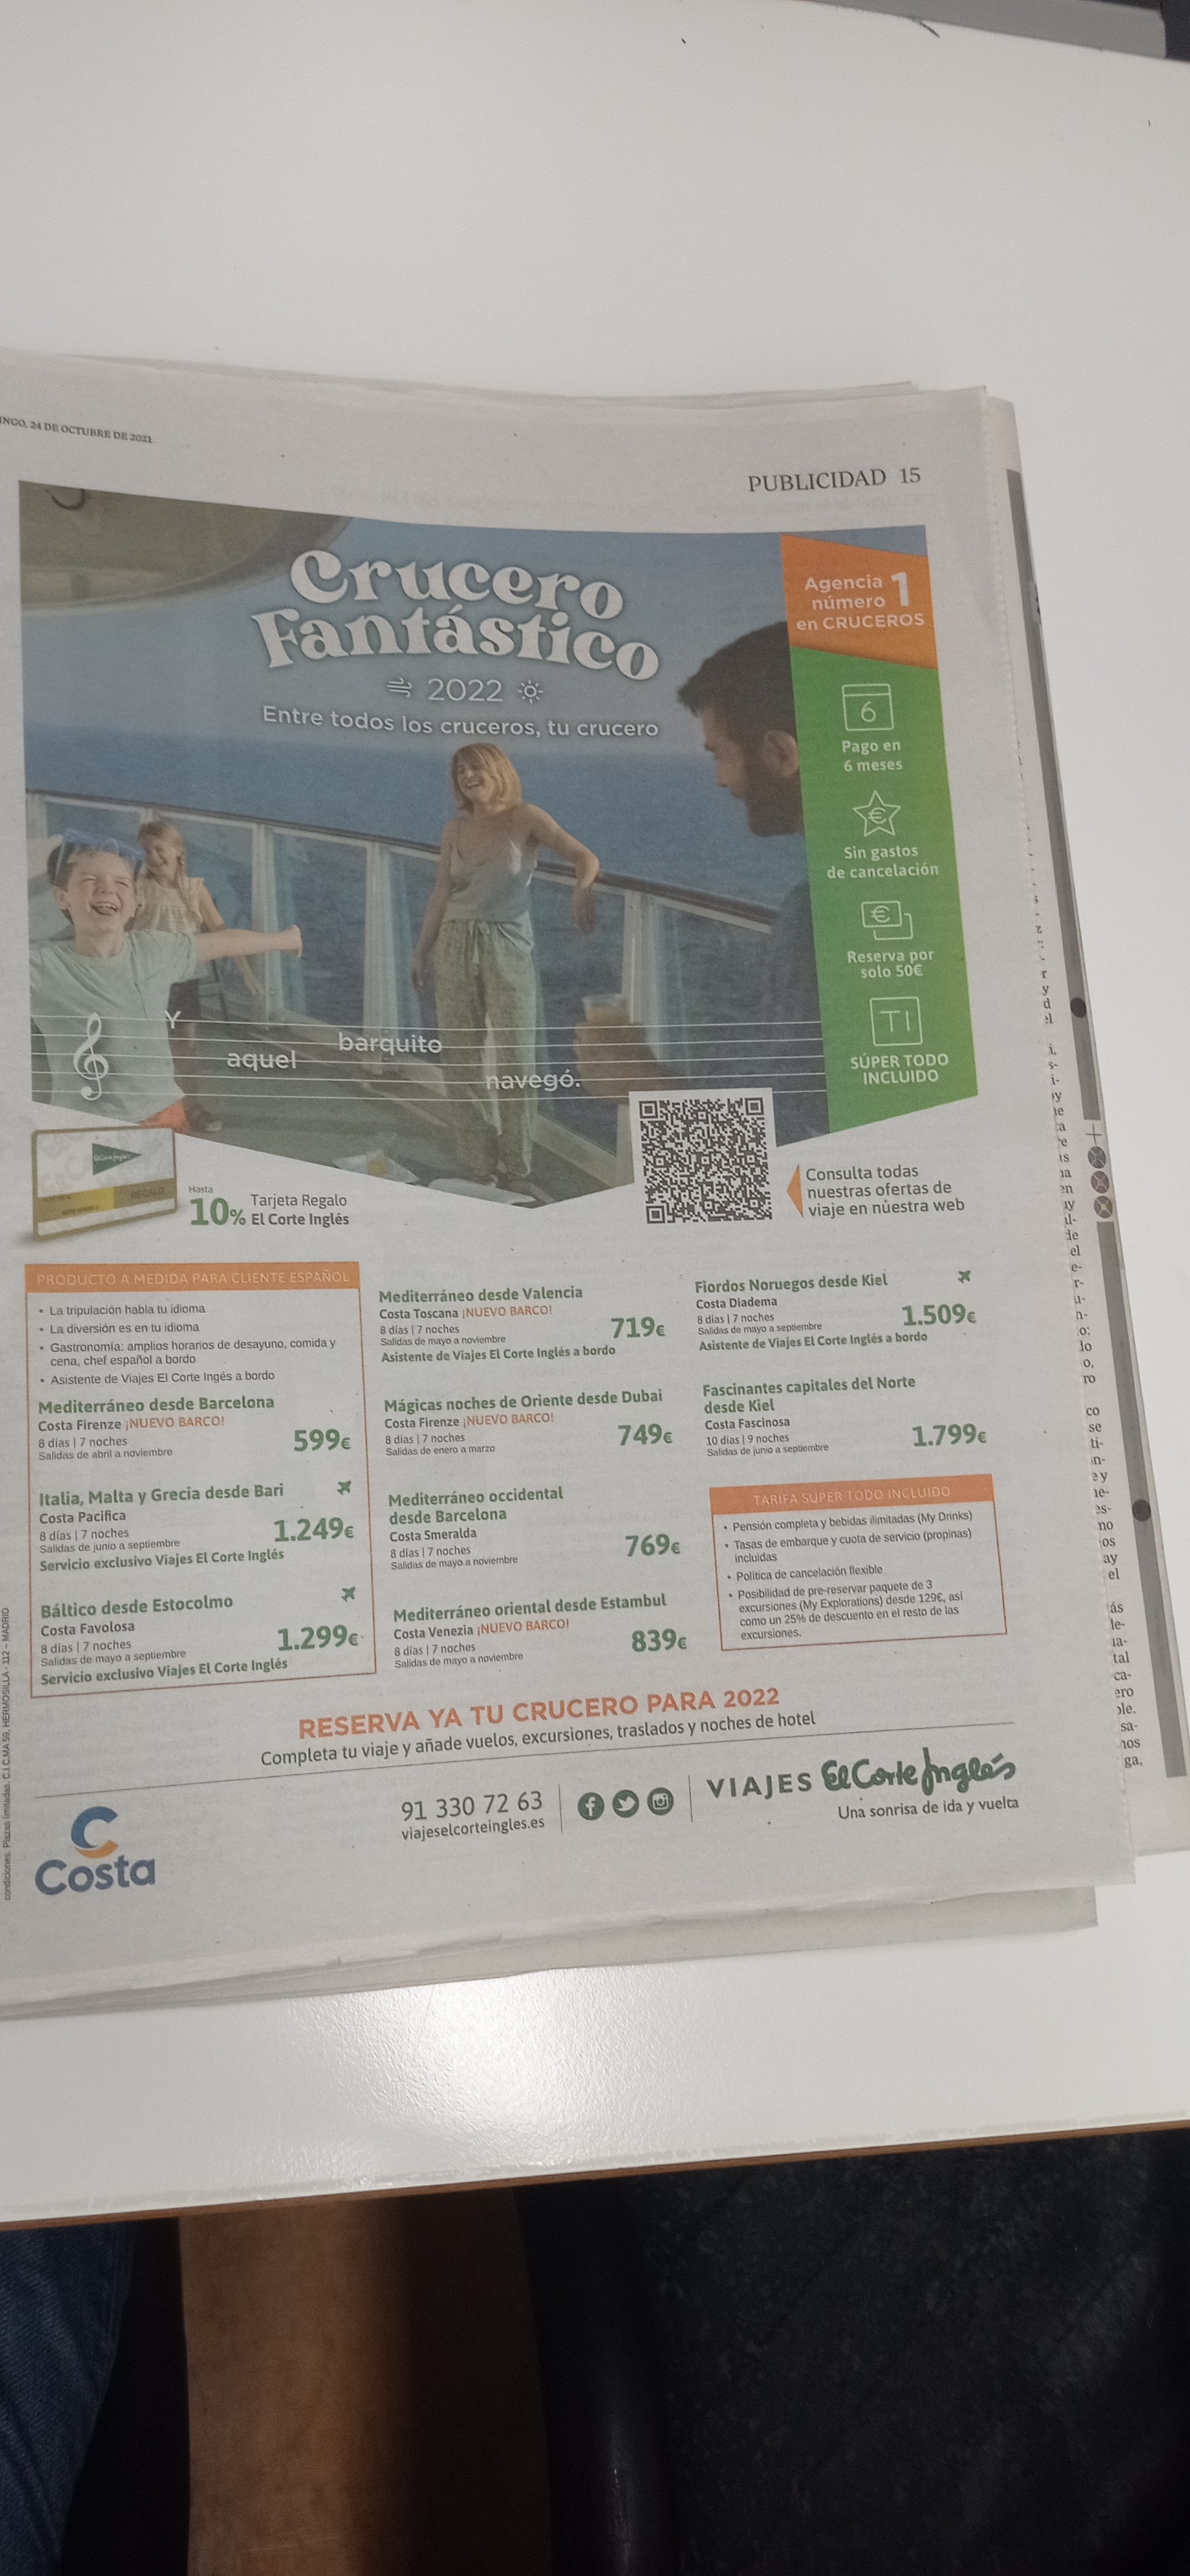 INGO, 24 DE OCTUBRE DE 2021
PUBLICIDAD 15
Crucero
Fantástico
2022
Entre todos los cruceros, tu crucero
Agencia
número 1
en CRUCEROS
6
Pago en
6 meses
€
Sin gastos
de cancelación
€
Reserva por
solo 50€
TI
SÚPER TODO
INCLUIDO
Y
aquel
barquito
navegó.
El Corte Inglés
REGALO
Hasta
10% Tarjeta Regalo
El Corte Inglés
Consulta todas
nuestras ofertas de
viaje en nuestra web
PRODUCTO A MEDIDA PARA CLIENTE ESPAÑOL
• La tripulación habla tu idioma
• La diversión es en tu idioma
• Gastronomía: amplios horarios de desayuno, comida y
cena, chef español a bordo
• Asistente de Viajes El Corte Ingés a bordo
Mediterráneo desde Barcelona
Costa Firenze ¡NUEVO BARCO!
8 días | 7 noches
Salidas de abril a noviembre
599€
Italia, Malta y Grecia desde Bari
Costa Pacifica
8 días | 7 noches
Salidas de junio a septiembre
1.249€
Servicio exclusivo Viajes El Corte Inglés
Báltico desde Estocolmo
Costa Favolosa
8 días | 7 noches
Salidas de mayo a septiembre
1.299€
Servicio exclusivo Viajes El Corte Inglés
Mediterráneo desde Valencia
Costa Toscana ¡NUEVO BARCO!
8 días | 7 noches
Salidas de mayo a noviembre
719€
Asistente de Viajes El Corte Inglés a bordo
Mágicas noches de Oriente desde Dubai
Costa Firenze ¡NUEVO BARCO!
8 días | 7 noches
Salidas de enero a marzo
749€
Mediterráneo occidental
desde Barcelona
Costa Smeralda
8 días | 7 noches
Salidas de mayo a noviembre
769€
Mediterráneo oriental desde Estambul
Costa Venezia ¡NUEVO BARCO!
8 días | 7 noches
Salidas de mayo a noviembre
839€
Fiordos Noruegos desde Kiel
Costa Diadema
8 días | 7 noches
Salidas de mayo a septiembre
1.509€
Asistente de Viajes El Corte Inglés a bordo
Fascinantes capitales del Norte
desde Kiel
Costa Fascinosa
10 días | 9 noches
Salidas de junio a septiembre
1.799€
TARIFA SÚPER TODO INCLUIDO
• Pensión completa y bebidas ilimitadas (My Drinks)
• Tasas de embarque y cuota de servicio (propinas)
incluidas
• Política de cancelación flexible
• Posibilidad de pre-reservar paquete de 3
excursiones (My Explorations) desde 129€, así
como un 25% de descuento en el resto de las
excursiones.
RESERVA YA TU CRUCERO PARA 2022
Completa tu viaje y añade vuelos, excursiones, traslados y noches de hotel
Costa
91 330 72 63
viajeselcorteingles.es
VIAJES El Corte Inglés
Una sonrisa de ida y vuelta
condiciones. Plazas limitadas. C.I.C.MA 59, HERMOSILLA - 112 – MADRID